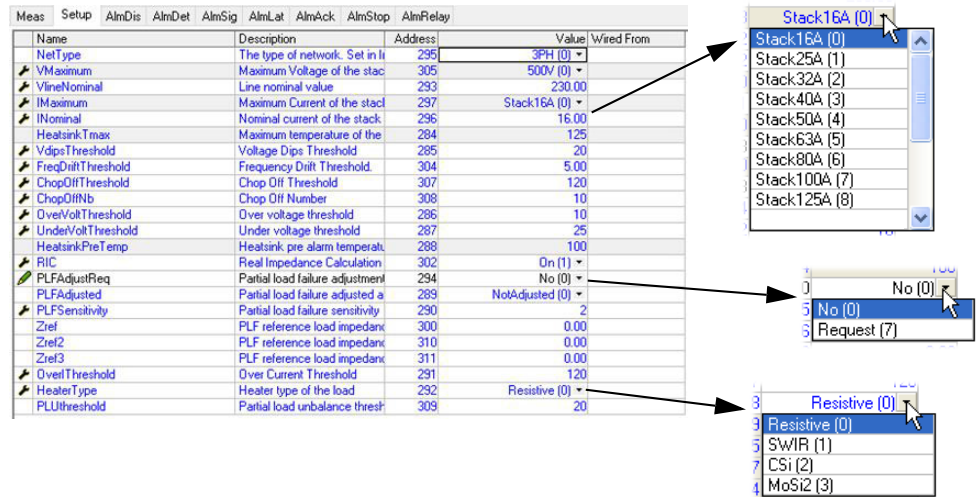 Meas Setup AlmDis AlmDet AlmSig AlmLat AlmAck AlmStop AlmRelay
Name Description Address Value Wired From
NetType The type of network. Set in 295 3PH (0)
VMaximum Maximum Voltage of the stac 305 500V (0)
VlineNominal Line nominal value 293 230.00
IMaximum Maximum Current of the stac 297 Stack16A (0)
INominal Nominal current of the stack 296 16.00
HeatsinkTmax Maximum temperature of the 284 125
VdipsThreshold Voltage Dips Threshold 285 20
FreqDriftThreshold Frequency Drift Threshold. 304 5.00
ChopOffThreshold Chop Off Threshold 307 120
ChopOffNb Chop Off Number 308 10
OverVoltThreshold Over voltage threshold 286 10
UnderVoltThreshold Under voltage threshold 287 25
HeatsinkPreTemp Heatsink pre alarm temperatu 288 100
RIC Real Impedance Calculation 302 On (1)
PLFAdjustReq Partial load failure adjustment 294 No (0)
PLFAdjusted Partial load failure adjusted a 289 NotAdjusted (0)
PLFSensitivity Partial load failure sensitivity 290 2
Zref PLF reference load impedanc 300 0.00
Zref2 PLF reference load impedanc 310 0.00
Zref3 PLF reference load impedanc 311 0.00
OverIThreshold Over Current Threshold 291 120
HeaterType Heater type of the load 292 Resistive (0)
PLUthreshold Partial load unbalance thresh 309 20
Stack16A (0)
Stack16A (0)
Stack25A (1)
Stack32A (2)
Stack40A (3)
Stack50A (4)
Stack63A (5)
Stack80A (6)
Stack100A (7)
Stack125A (8)
No (0)
No (0)
Request (7)
Resistive (0)
Resistive (0)
SWIR (1)
CSi (2)
MoSi2 (3)